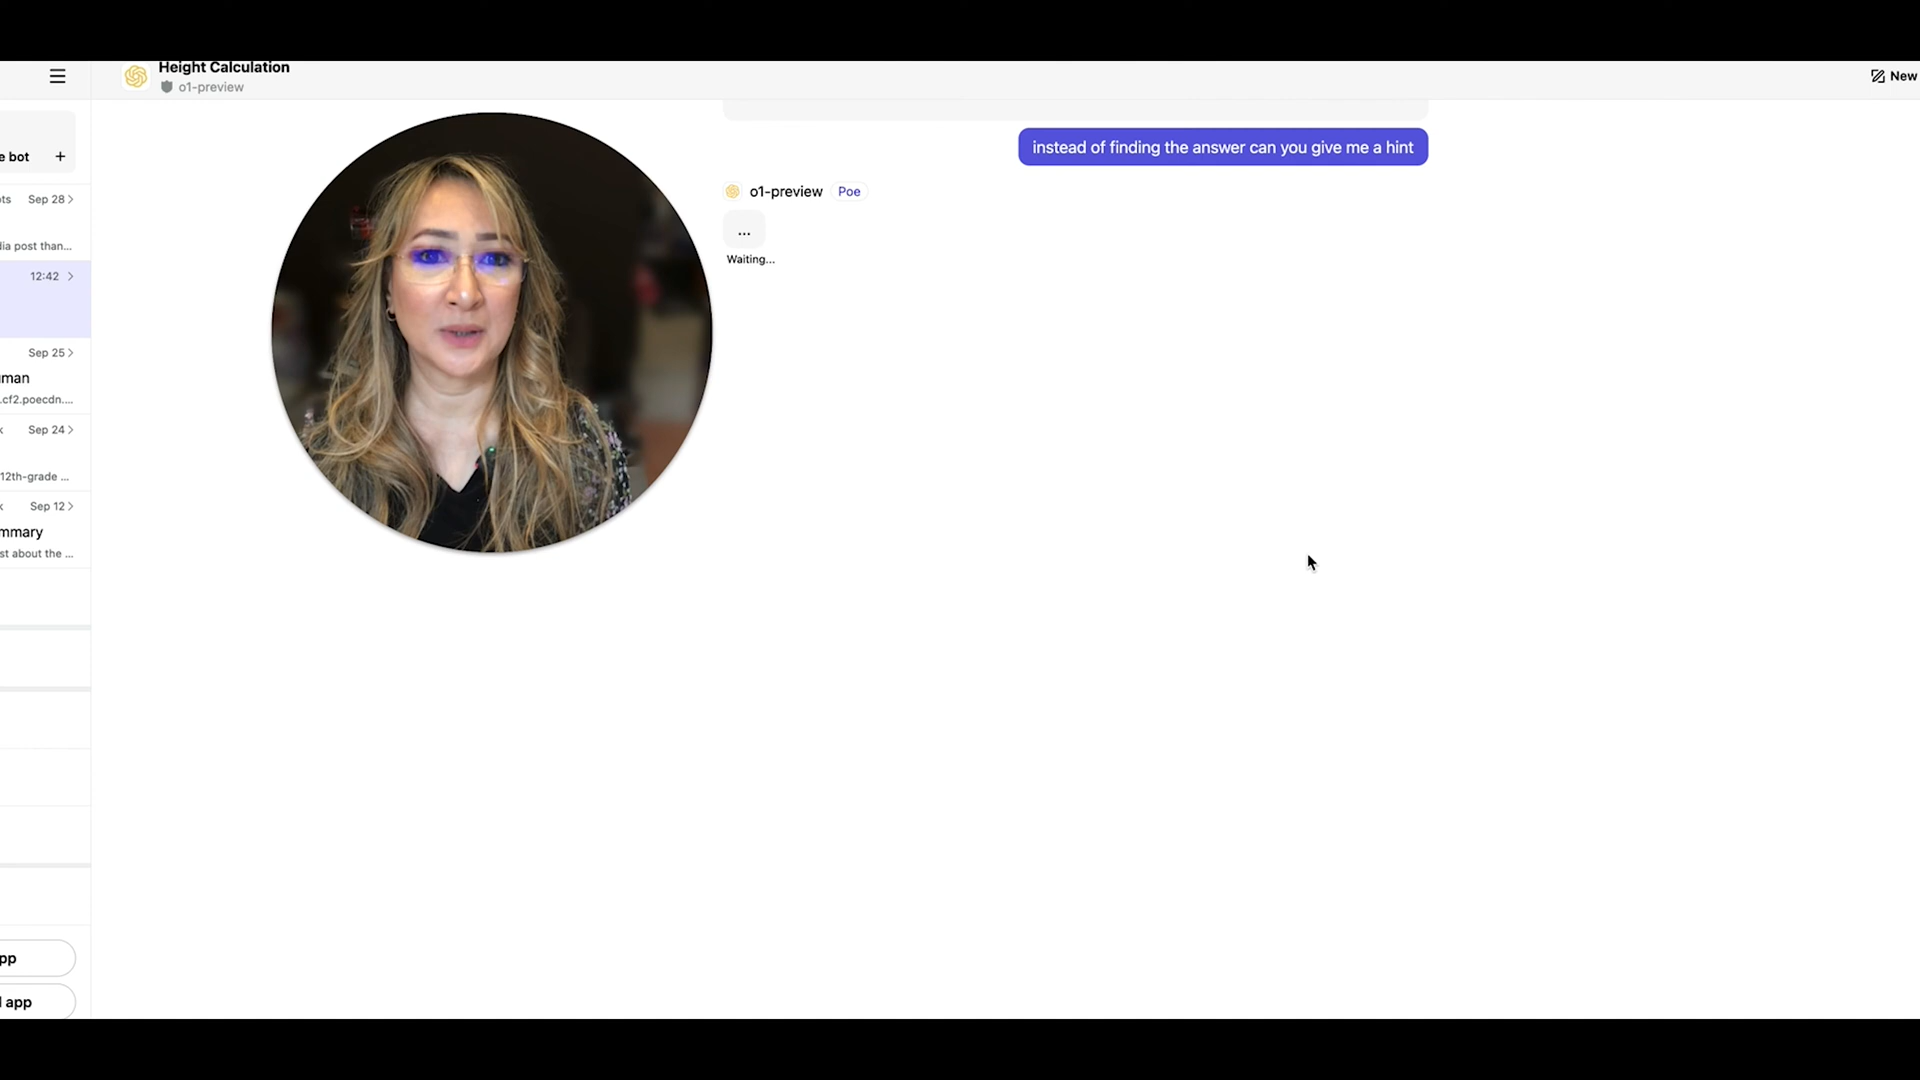 Height Calculation
o1-preview
New
e bot
+
ots Sep 28
dia post than...
12:42
Sep 25
man
.cf2.poecdn....
k Sep 24
12th-grade ...
k Sep 12
mmary
st about the ...
pp
l app
instead of finding the answer can you give me a hint
o1-preview Poe
...
Waiting...